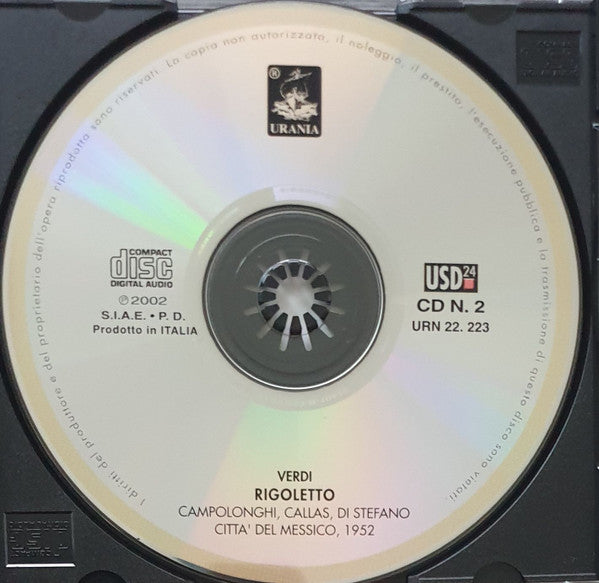 I diritti del produttore e del proprietario dell'opera riprodotta sono riservati. La copia non autorizzata, il noleggio, il prestito, l'esecuzione pubblica e la trasmissione di questo disco sono vietati.
®
URANIA
COMPACT
disc
DIGITAL AUDIO
℗ 2002
S.I.A.E. • P. D.
Prodotto in ITALIA
USD24
CD N. 2
URN 22. 223
VERDI
RIGOLETTO
CAMPOLONGHI, CALLAS, DI STEFANO
CITTA' DEL MESSICO, 1952